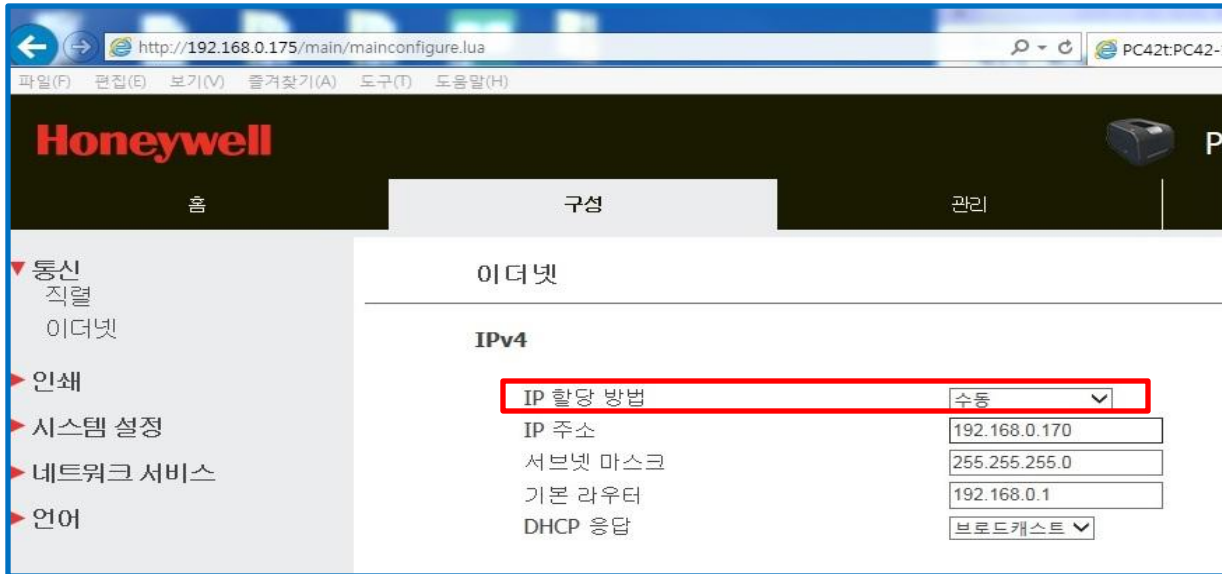 http://192.168.0.175/main/mainconfigure.lua PC42t:PC42-
파일(F) 편집(E) 보기(V) 즐겨찾기(A) 도구(T) 도움말(H)
Honeywell P
홈 구성 관리
통신
직렬
이더넷
인쇄
시스템 설정
네트워크 서비스
언어
이더넷
IPv4
IP 할당 방법 수동
IP 주소 192.168.0.170
서브넷 마스크 255.255.255.0
기본 라우터 192.168.0.1
DHCP 응답 브로드캐스트